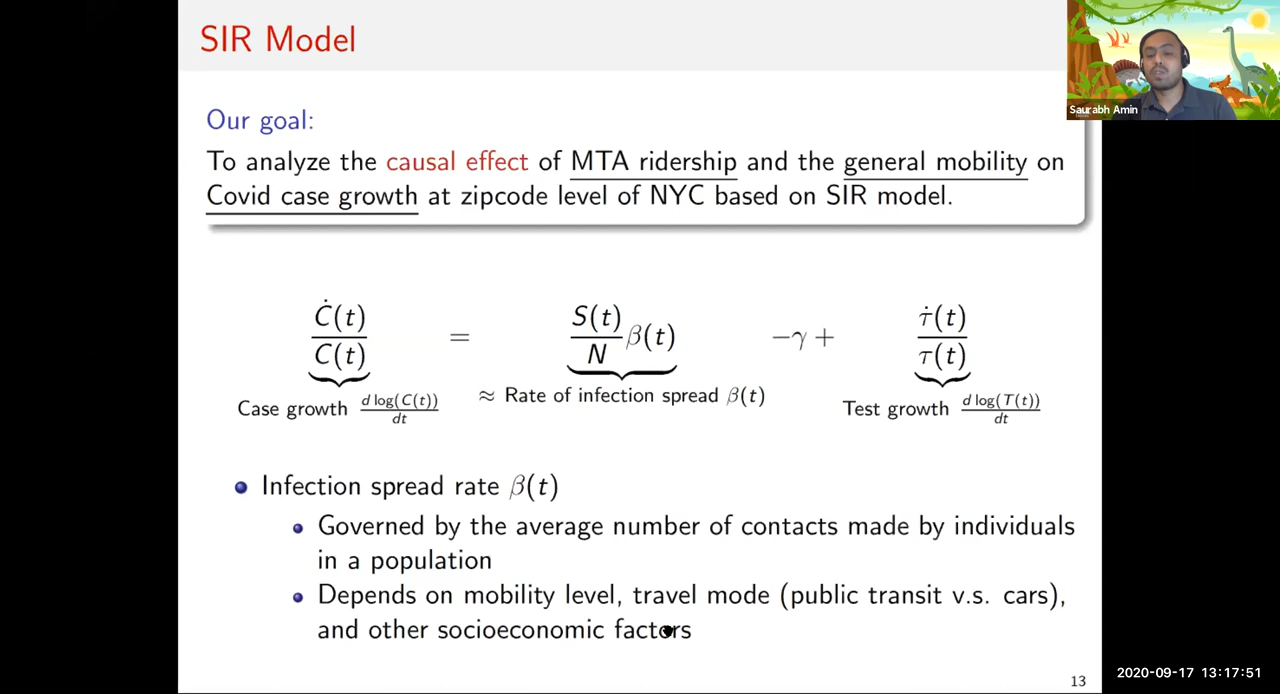 SIR Model
Saurabh Amin
Our goal:
To analyze the causal effect of MTA ridership and the general mobility on
Covid case growth at zipcode level of NYC based on SIR model.
Ċ(t)/C(t) = S(t)/N β(t) −γ + τ̇(t)/τ(t)
Case growth d log(C(t))/dt
≈ Rate of infection spread β(t)
Test growth d log(T(t))/dt
Infection spread rate β(t)
Governed by the average number of contacts made by individuals
in a population
Depends on mobility level, travel mode (public transit v.s. cars),
and other socioeconomic factors
13
2020-09-17 13:17:51